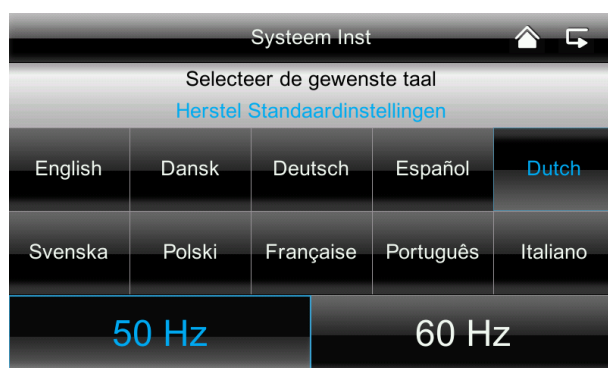 Systeem Inst
Selecteer de gewenste taal
Herstel Standaardinstellingen
English Dansk Deutsch Español Dutch
Svenska Polski Française Português Italiano
50 Hz 60 Hz